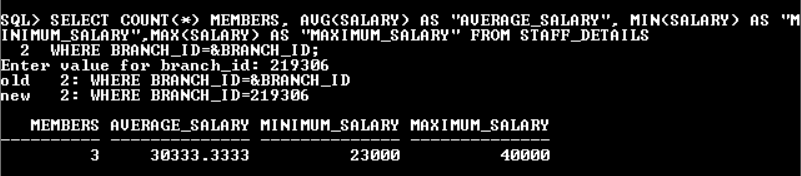 SQL> SELECT COUNT(*) MEMBERS, AVG(SALARY) AS "AVERAGE_SALARY", MIN(SALARY) AS "M
INIMUM_SALARY",MAX(SALARY) AS "MAXIMUM_SALARY" FROM STAFF_DETAILS
  2  WHERE BRANCH_ID=&BRANCH_ID;
Enter value for branch_id: 219306
old   2: WHERE BRANCH_ID=&BRANCH_ID
new   2: WHERE BRANCH_ID=219306
   MEMBERS AVERAGE_SALARY MINIMUM_SALARY MAXIMUM_SALARY
---------- -------------- -------------- --------------
         3     30333.3333          23000          40000